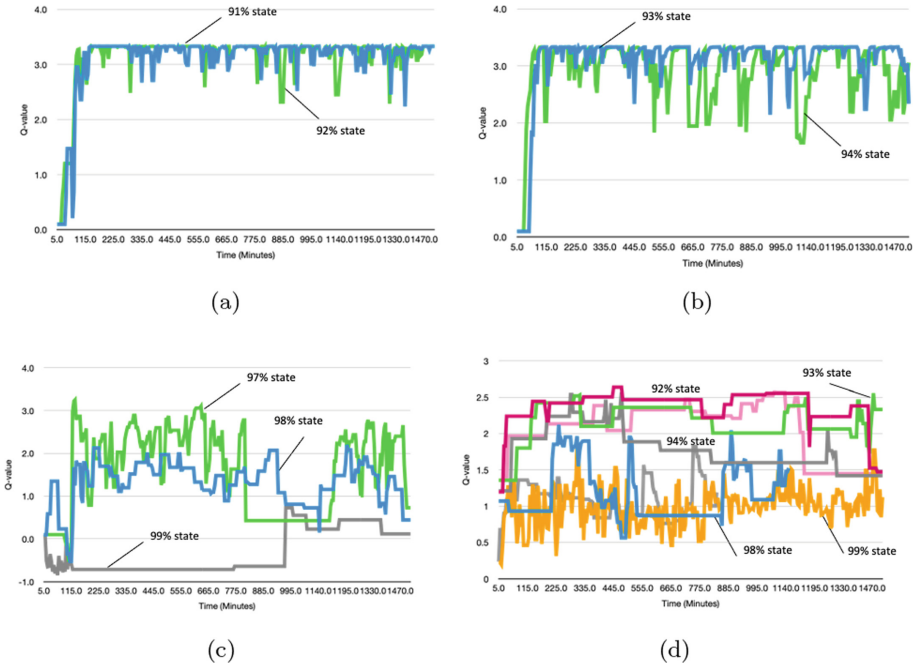 4.0
91% state
3.0
2.0
92% state
1.0
0.0
Q-value
5.0 115.0 225.0 335.0 445.0 555.0 665.0 775.0 885.0 995.0 1140.0 1220.0 1330.0 1470.0
Time (Minutes)
(a)
4.0
93% state
3.0
2.0
94% state
1.0
0.0
Q-value
5.0 115.0 225.0 335.0 445.0 555.0 665.0 775.0 885.0 995.0 1140.0 1220.0 1330.0 1470.0
Time (Minutes)
(b)
4.0
97% state
3.0
98% state
2.0
1.0
99% state
0.0
-1.0
Q-value
5.0 115.0 225.0 335.0 445.0 555.0 665.0 775.0 885.0 995.0 1140.0 1220.0 1330.0 1470.0
Time (Minutes)
(c)
3
93% state
92% state
2.5
2
94% state
1.5
1
0.5
98% state
99% state
0
Q-value
5.0 115.0 225.0 335.0 445.0 555.0 665.0 775.0 885.0 995.0 1140.0 1220.0 1330.0 1470.0
Time (Minutes)
(d)